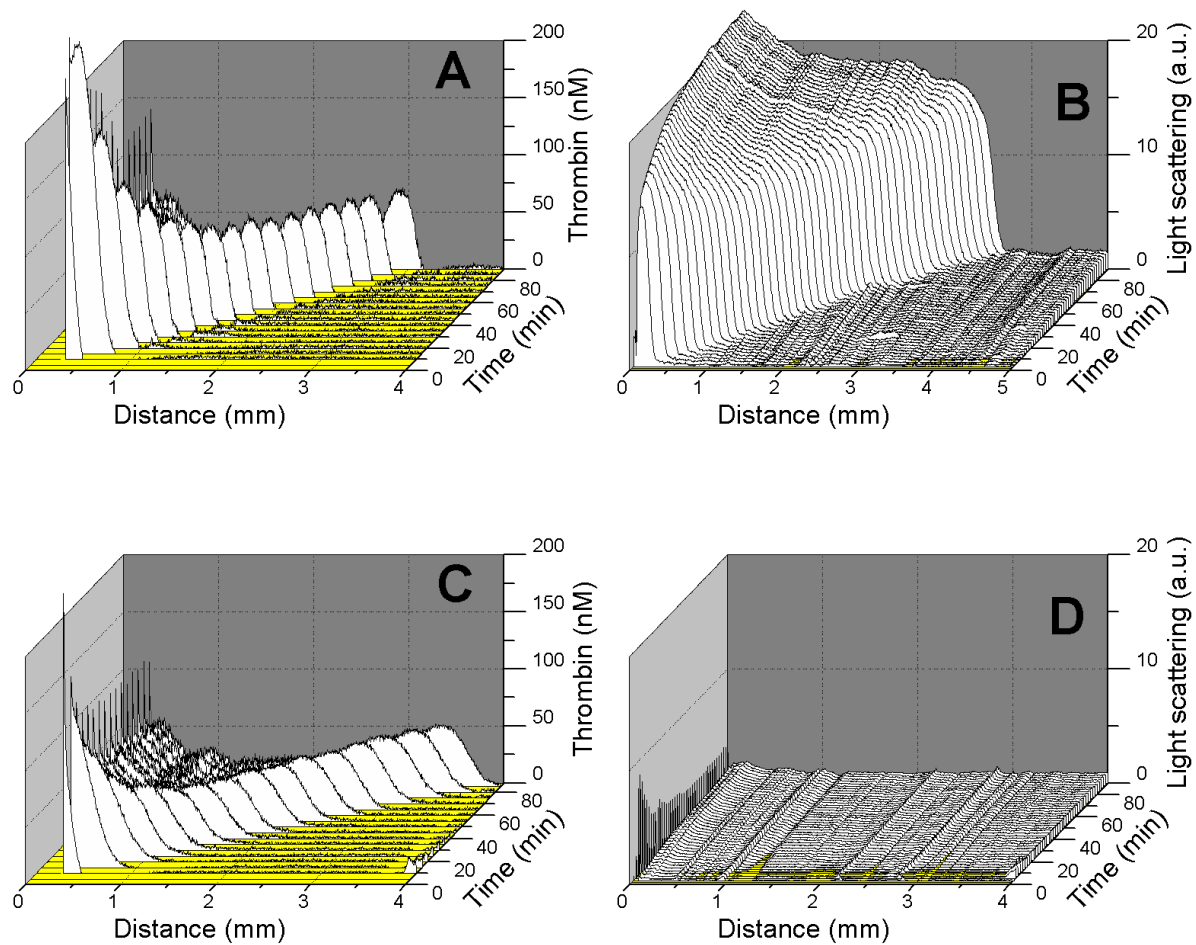 A
200
150
100
50
0
Thrombin (nM)
80
60
40
20
0
Time (min)
0 1 2 3 4
Distance (mm)
B
20
10
0
Light scattering (a.u.)
80
60
40
20
0
Time (min)
0 1 2 3 4 5
Distance (mm)
C
200
150
100
50
0
Thrombin (nM)
80
60
40
20
0
Time (min)
0 1 2 3 4
Distance (mm)
D
20
10
0
Light scattering (a.u.)
80
60
40
20
0
Time (min)
0 1 2 3 4
Distance (mm)